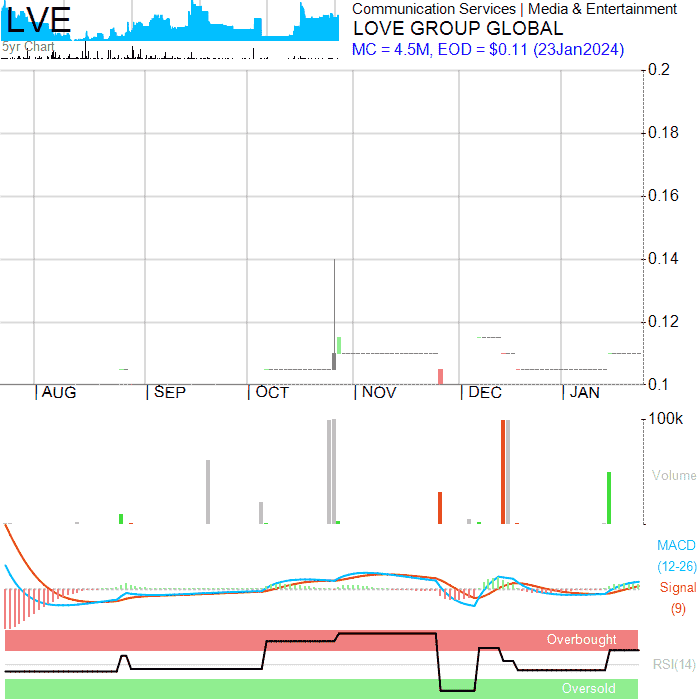 LVE
5yr Chart
Communication Services | Media & Entertainment
LOVE GROUP GLOBAL
MC = 4.5M, EOD = $0.11 (23Jan2024)
0.2
0.18
0.16
0.14
0.12
0.1
|AUG |SEP |OCT |NOV |DEC |JAN
100k
Volume
MACD
(12-26)
Signal
(9)
Overbought
RSI(14)
Oversold